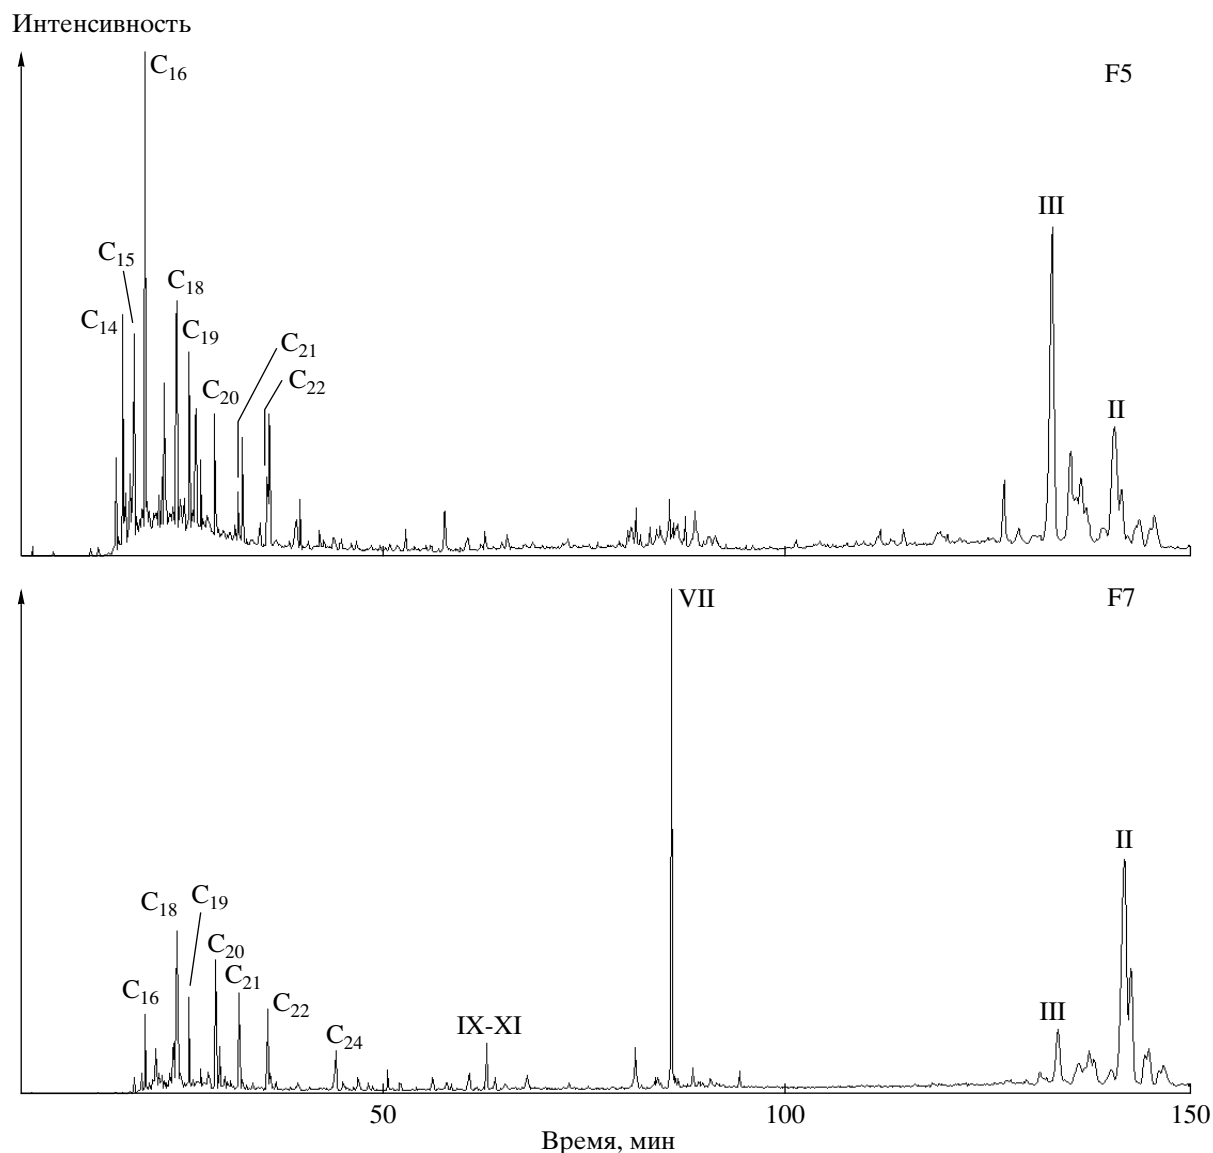 Интенсивность
C16
F5
III
C15
C18
C14
C19
C21
C22
C20
II
VII
F7
II
C18
C19
C20
C21
C16
C22
IX-XI
III
C24
50
100
150
Время, мин